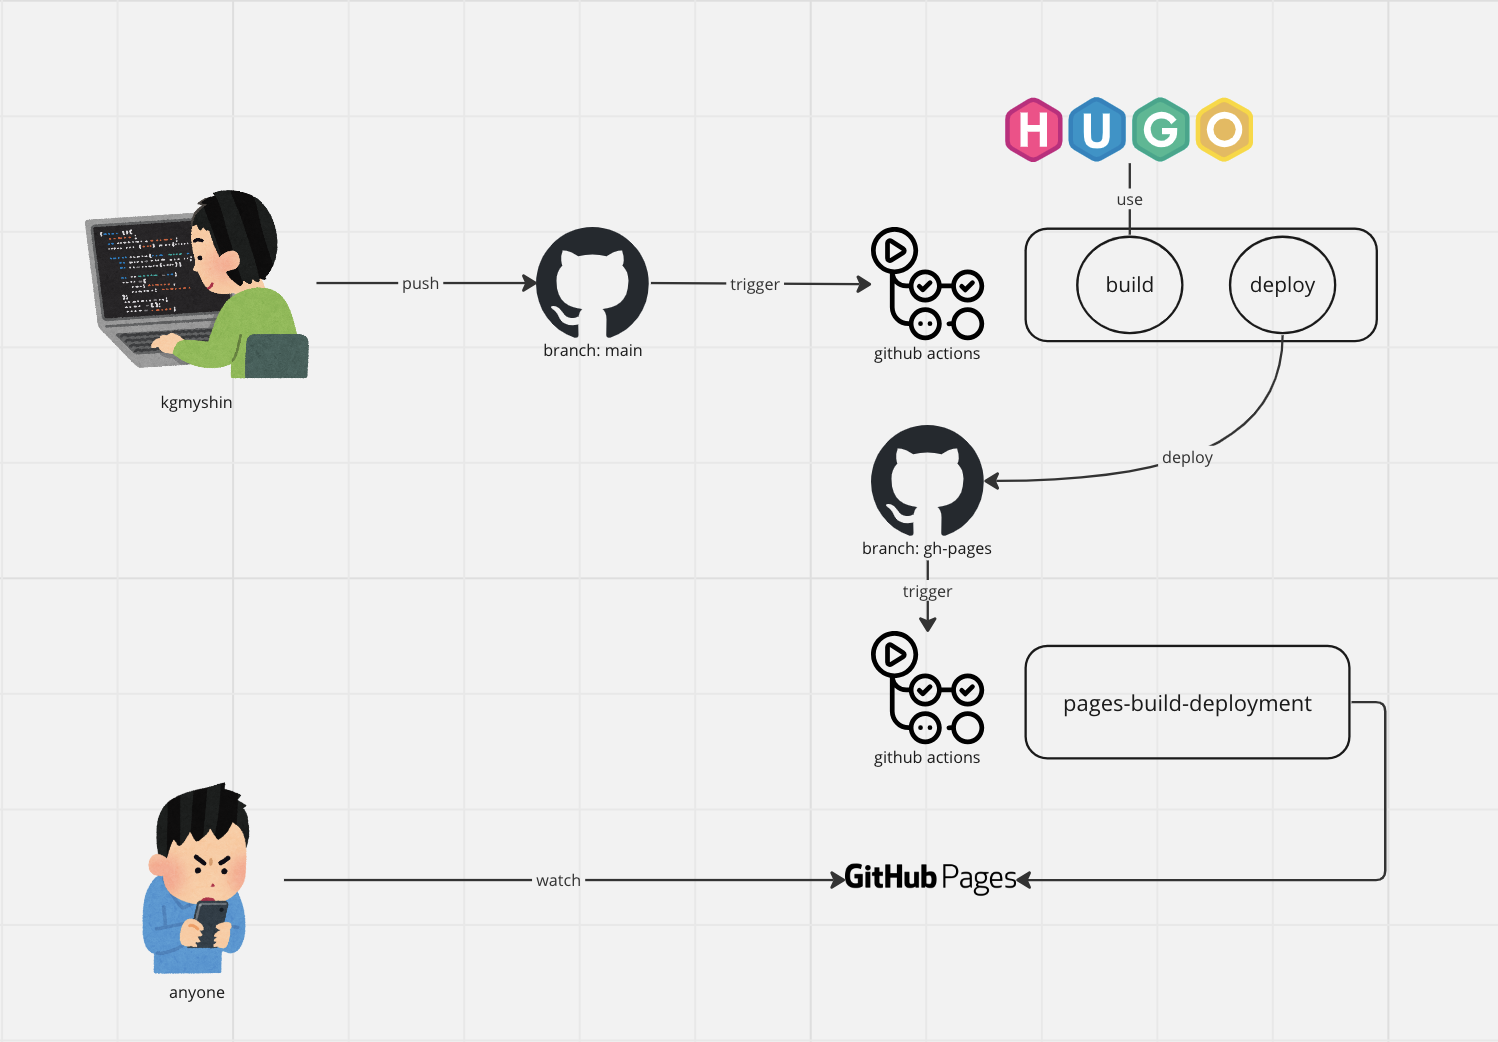 HUGO
use
push
trigger
build
deploy
branch: main
github actions
kgmyshin
deploy
branch: gh-pages
trigger
pages-build-deployment
github actions
watch
GitHub Pages
anyone